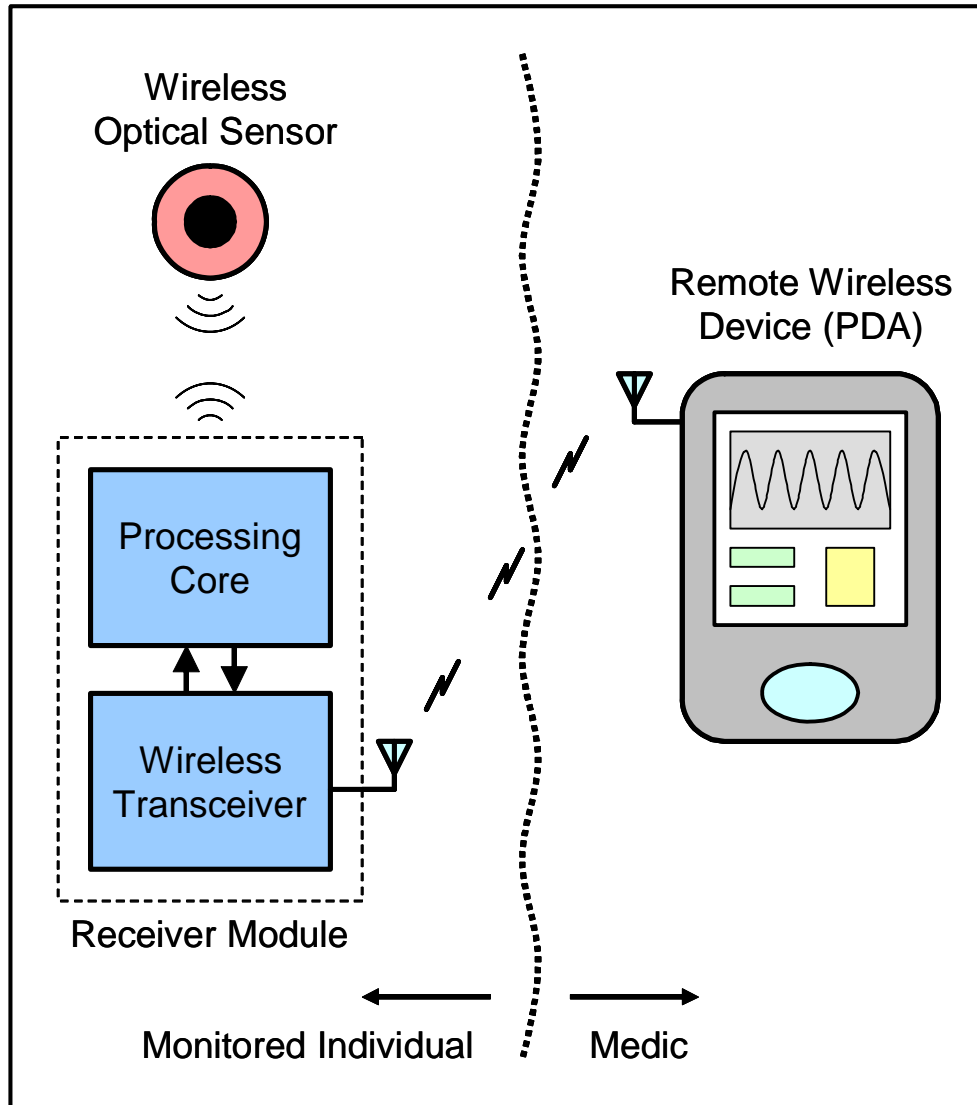 Wireless
Optical Sensor
Remote Wireless
Device (PDA)
Processing
Core
Wireless
Transceiver
Receiver Module
Monitored Individual
Medic